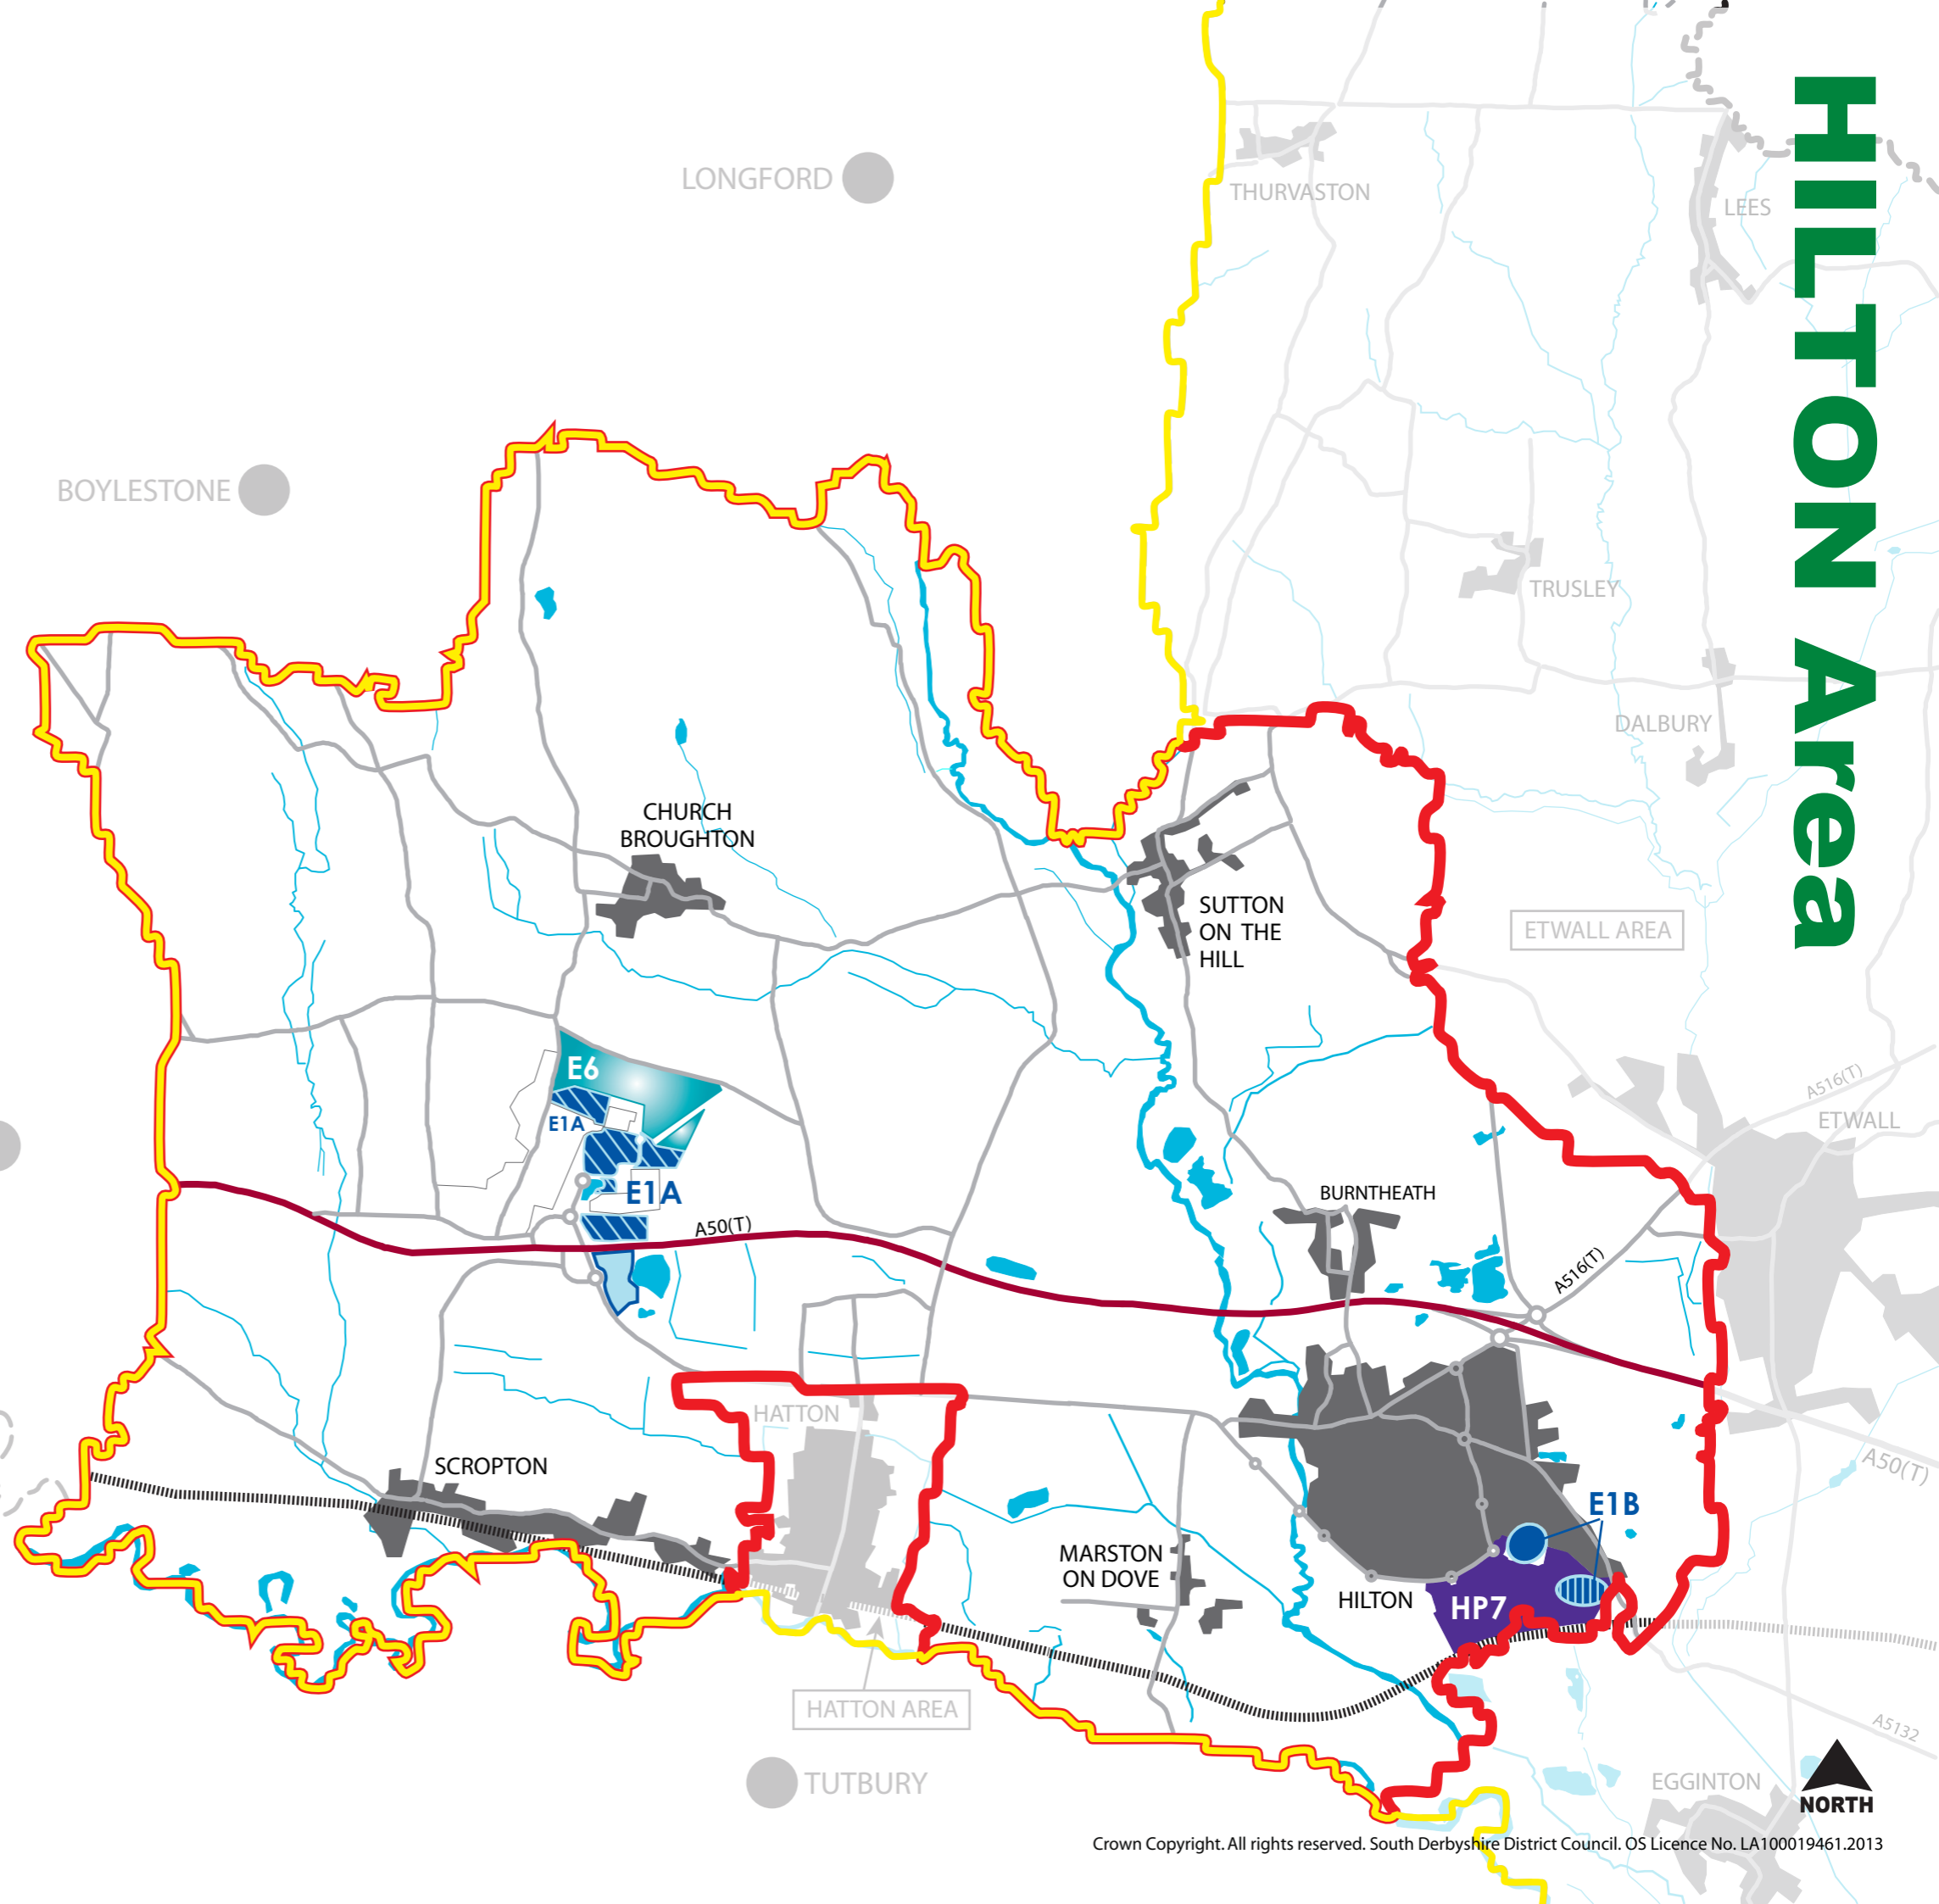 HILTON Area
LONGFORD
THURVASTON
LEES
BOYLESTONE
TRUSLEY
DALBURY
CHURCH
BROUGHTON
SUTTON
ON THE
HILL
ETWALL AREA
E6
E1A
E1A
A516(T)
ETWALL
BURNTHEATH
A50(T)
A516(T)
HATTON
SCROPTON
A50(T)
E1B
MARSTON
ON DOVE
HILTON
HP7
HATTON AREA
A5132
TUTBURY
EGGINTON
NORTH
Crown Copyright. All rights reserved. South Derbyshire District Council. OS Licence No. LA100019461.2013